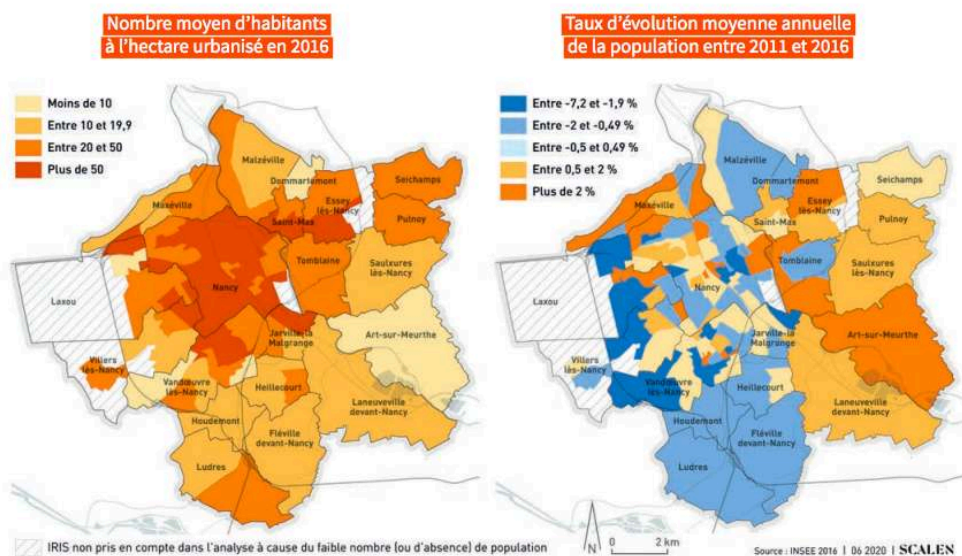 Nombre moyen d'habitants
à l'hectare urbanisé en 2016
Moins de 10
Entre 10 et 19,9
Entre 20 et 50
Plus de 50
Malzéville
Dommartemont
Seichamps
Maxéville
Essey
lès-Nancy
Saint-Max
Pulnoy
Tomblaine
Saulxures
lès-Nancy
Laxou
Nancy
Jarville-la
Malgrange
Art-sur-Meurthe
Villers
lès-Nancy
Vandœuvre
lès-Nancy
Heillecourt
Laneuveville
devant-Nancy
Houdemont
Fléville
devant-Nancy
Ludres
IRIS non pris en compte dans l'analyse à cause du faible nombre (ou d'absence) de population
Taux d'évolution moyenne annuelle
de la population entre 2011 et 2016
Entre -7,2 et -1,9 %
Entre -2 et -0,49 %
Entre -0,5 et 0,49 %
Entre 0,5 et 2 %
Plus de 2 %
Malzéville
Dommartemont
Seichamps
Maxéville
Essey
lès-Nancy
Saint-Max
Pulnoy
Tomblaine
Saulxures
lès-Nancy
Laxou
Nancy
Jarville-la
Malgrange
Art-sur-Meurthe
Villers
lès-Nancy
Vandœuvre
lès-Nancy
Heillecourt
Laneuveville
devant-Nancy
Houdemont
Fléville
devant-Nancy
Ludres
N
0 2 km
Source : INSEE 2016 | 06 2020 | SCALEN